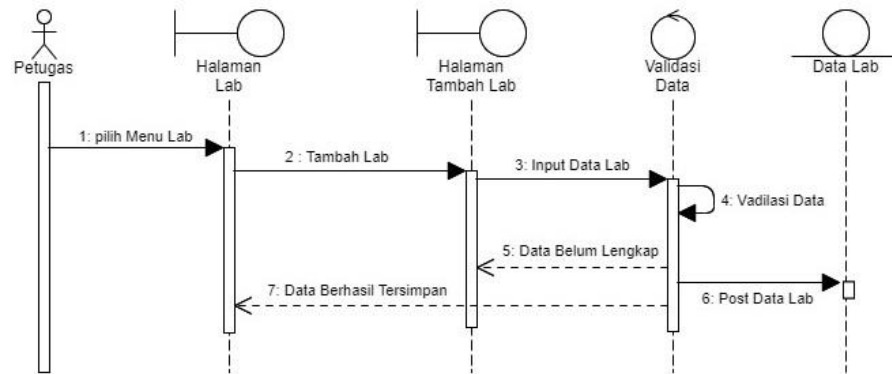 Petugas
Halaman
Lab
Halaman
Tambah Lab
Validasi
Data
Data Lab
1: pilih Menu Lab
2 : Tambah Lab
3: Input Data Lab
4: Vadilasi Data
5: Data Belum Lengkap
7: Data Berhasil Tersimpan
6: Post Data Lab